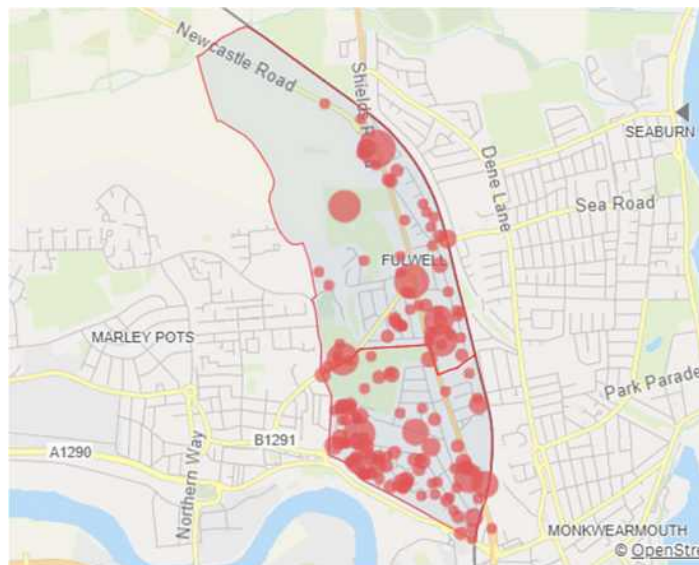 Newcastle Road
Shields R
Dene Lane
SEABURN
Sea Road
FULWELL
MARLEY POTS
Park Parade
B1291
A1290
Northern Way
MONKWEARMOUTH
© OpenStre